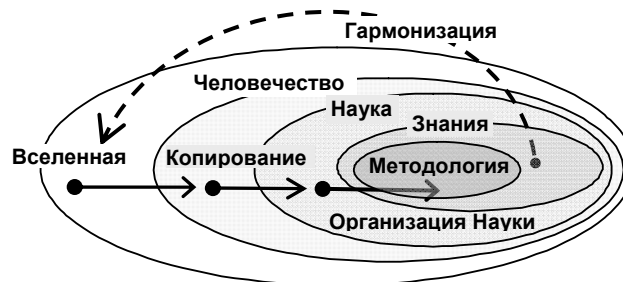 Гармонизация
Человечество
Наука
Знания
Вселенная
Копирование
Методология
Организация Науки